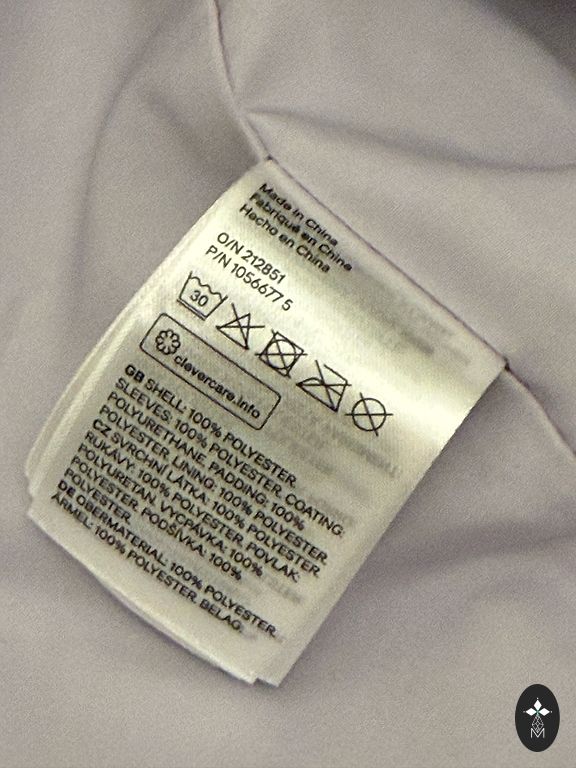 Made in China
Fabriqué en Chine
Hecho en China
O/N 212851
P/N 1056677 5
30
clevercare.info
GB SHELL: 100% POLYESTER
SLEEVES: 100% POLYESTER. COATING:
POLYURETHANE. PADDING: 100%
POLYESTER. LINING: 100% POLYESTER
CZ SVRCHNÍ LÁTKA: 100% POLYESTER.
RUKÁVY: 100% POLYESTER. POVLAK:
POLYURETAN. VÝCPÁVKA: 100%
POLYESTER. PODŠÍVKA: 100%
DE OBERMATERIAL: 100% POLYESTER.
ÄRMEL: 100% POLYESTER. BELAG:
M